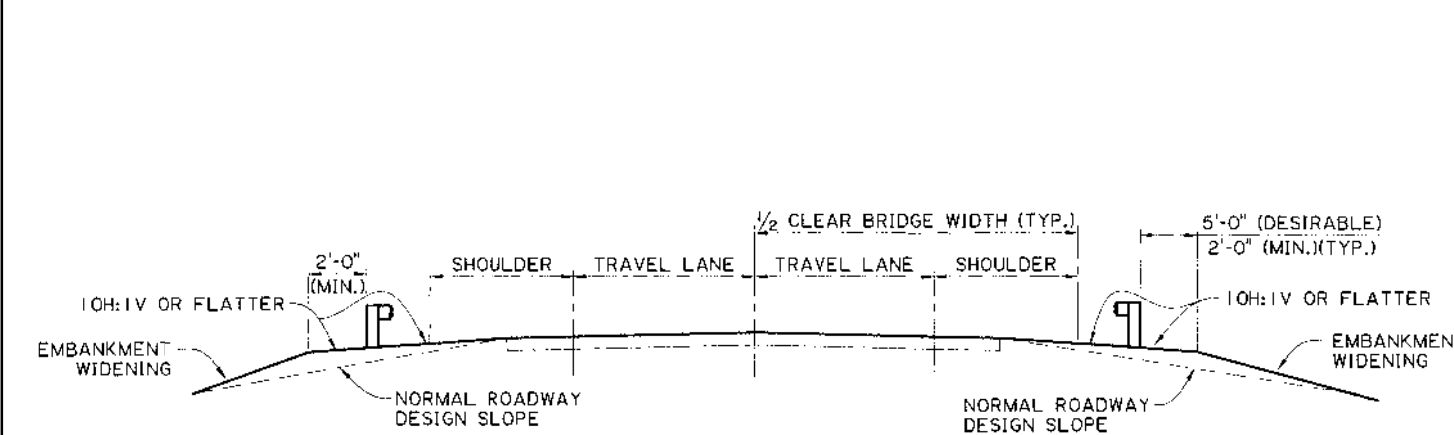 ½ CLEAR BRIDGE WIDTH (TYP.)
5'-0" (DESIRABLE)
2'-0" (MIN.)(TYP.)
2'-0"
(MIN.)
SHOULDER
TRAVEL LANE
TRAVEL LANE
SHOULDER
10H:1V OR FLATTER
10H:1V OR FLATTER
EMBANKMENT
WIDENING
EMBANKMEN
WIDENING
NORMAL ROADWAY
DESIGN SLOPE
NORMAL ROADWAY
DESIGN SLOPE